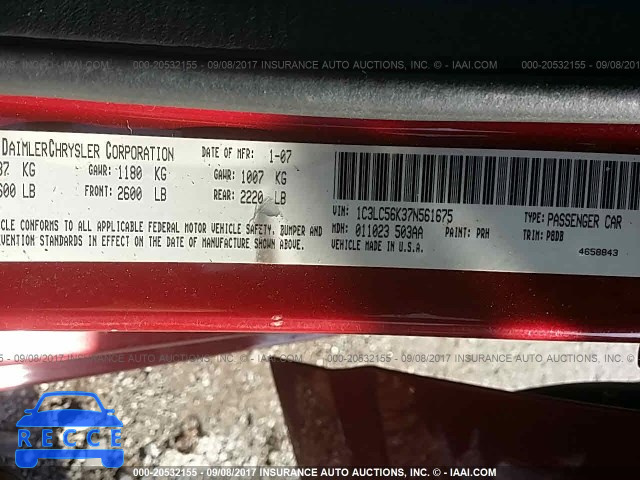 000-20532155 - 09/08/2017 - INSURANCE AUTO AUCTIONS, INC. - © - IAAI.COM
DAIMLERCHRYSLER CORPORATION
DATE OF MFR: 1-07
KG GAWR: 1180 KG GAWR: 1007 KG
LB FRONT: 2600 LB REAR: 2220 LB
VIN: 1C3LC56K37N561675
TYPE: PASSENGER CAR
CONFORMS TO ALL APPLICABLE FEDERAL MOTOR VEHICLE SAFETY, BUMPER AND
STANDARDS IN EFFECT ON THE DATE OF MANUFACTURE SHOWN ABOVE.
MDH: 011023 503AA
PAINT: PRH
TRIM: P8DB
VEHICLE MADE IN U.S.A.
4658843
000-20532155 - 09/08/2017 - INSURANCE AUTO AUCTIONS, INC. - © - IAAI.COM
RECCE
000-20532155 - 09/08/2017 - INSURANCE AUTO AUCTIONS, INC. - © - IAAI.COM